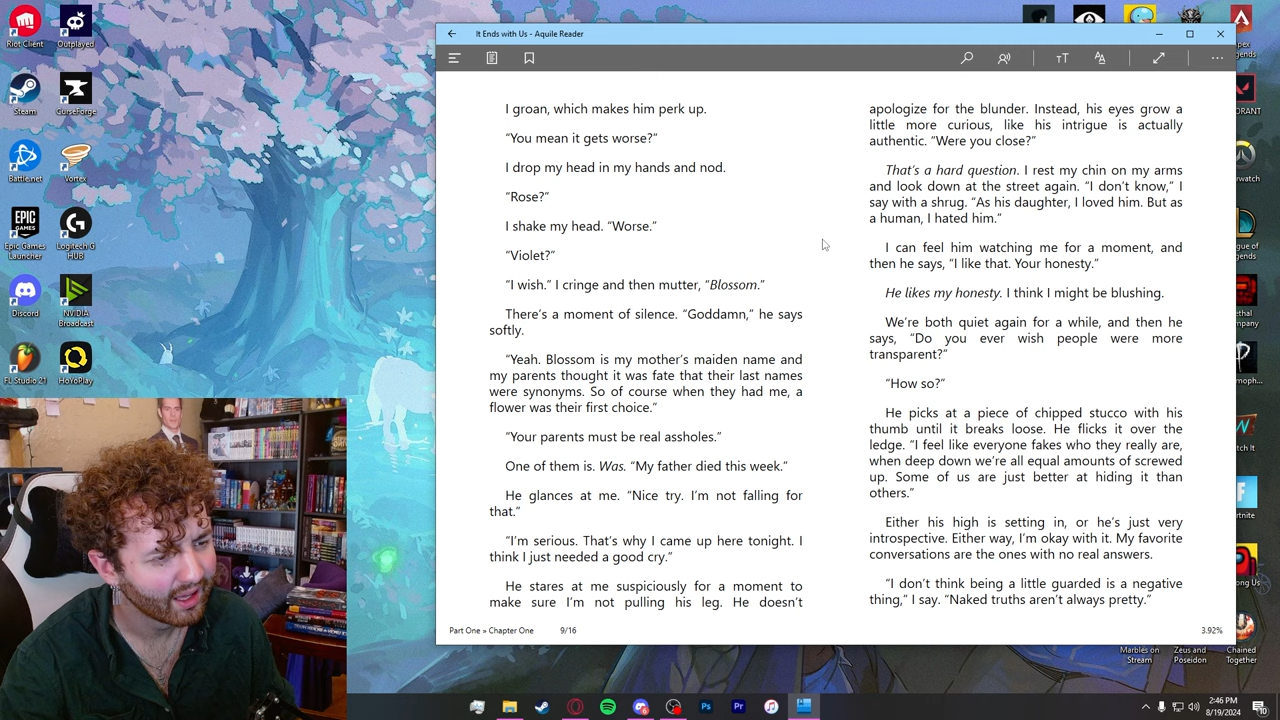 Riot Client
Outplayed
Steam
CurseForge
Battle.net
Vortex
Epic Games
Launcher
Logitech G
HUB
Discord
NVIDIA
Broadcast
FL Studio 21
HoYoPlay
It Ends with Us - Aquile Reader
I groan, which makes him perk up.
“You mean it gets worse?”
I drop my head in my hands and nod.
“Rose?”
I shake my head. “Worse.”
“Violet?”
“I wish.” I cringe and then mutter, “Blossom.”
There’s a moment of silence. “Goddamn,” he says
softly.
“Yeah. Blossom is my mother’s maiden name and
my parents thought it was fate that their last names
were synonyms. So of course when they had me, a
flower was their first choice.”
“Your parents must be real assholes.”
One of them is. Was. “My father died this week.”
He glances at me. “Nice try. I’m not falling for
that.”
“I’m serious. That’s why I came up here tonight. I
think I just needed a good cry.”
He stares at me suspiciously for a moment to
make sure I’m not pulling his leg. He doesn’t
apologize for the blunder. Instead, his eyes grow a
little more curious, like his intrigue is actually
authentic. “Were you close?”
That’s a hard question. I rest my chin on my arms
and look down at the street again. “I don’t know,” I
say with a shrug. “As his daughter, I loved him. But as
a human, I hated him.”
I can feel him watching me for a moment, and
then he says, “I like that. Your honesty.”
He likes my honesty. I think I might be blushing.
We’re both quiet again for a while, and then he
says, “Do you ever wish people were more
transparent?”
“How so?”
He picks at a piece of chipped stucco with his
thumb until it breaks loose. He flicks it over the
ledge. “I feel like everyone fakes who they really are,
when deep down we’re all equal amounts of screwed
up. Some of us are just better at hiding it than
others.”
Either his high is setting in, or he’s just very
introspective. Either way, I’m okay with it. My favorite
conversations are the ones with no real answers.
“I don’t think being a little guarded is a negative
thing,” I say. “Naked truths aren’t always pretty.”
Part One » Chapter One
9/16
3.92%
Marbles on
Stream
Zeus and
Poseidon
Chained
Together
2:46 PM
8/19/2024